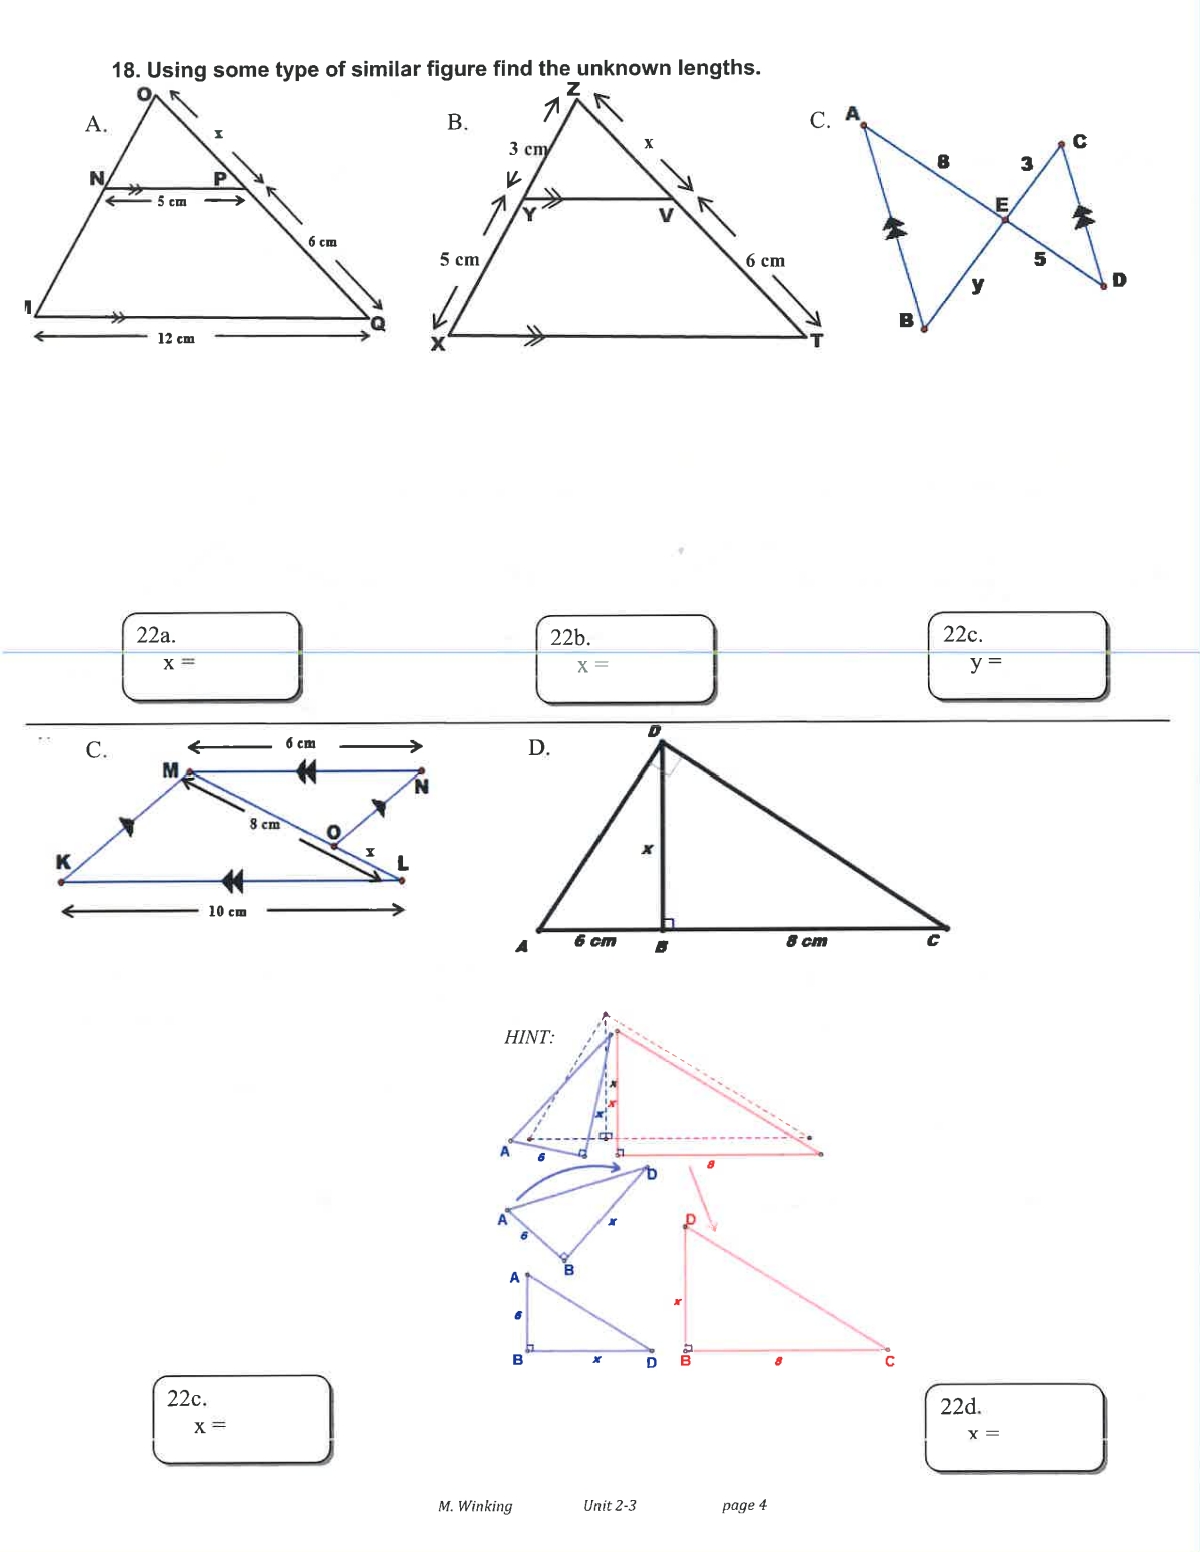 18. Using some type of similar figure find the unknown lengths.
A.
O
x
N
P
5 cm
6 cm
Q
12 cm
B.
Z
3 cm
x
Y
V
5 cm
6 cm
X
T
C.
A
8
3
C
E
5
D
y
B
22a.
x =
22b.
x =
22c.
y =
C.
6 cm
M
N
8 cm
O
x
K
L
10 cm
D.
D
x
A
6 cm
B
8 cm
C
HINT:
x
x
x
A
6
8
D
A
6
x
B
D
A
6
x
B
x
D
B
8
C
22c.
x =
22d.
x =
M. Winking Unit 2-3 page 4